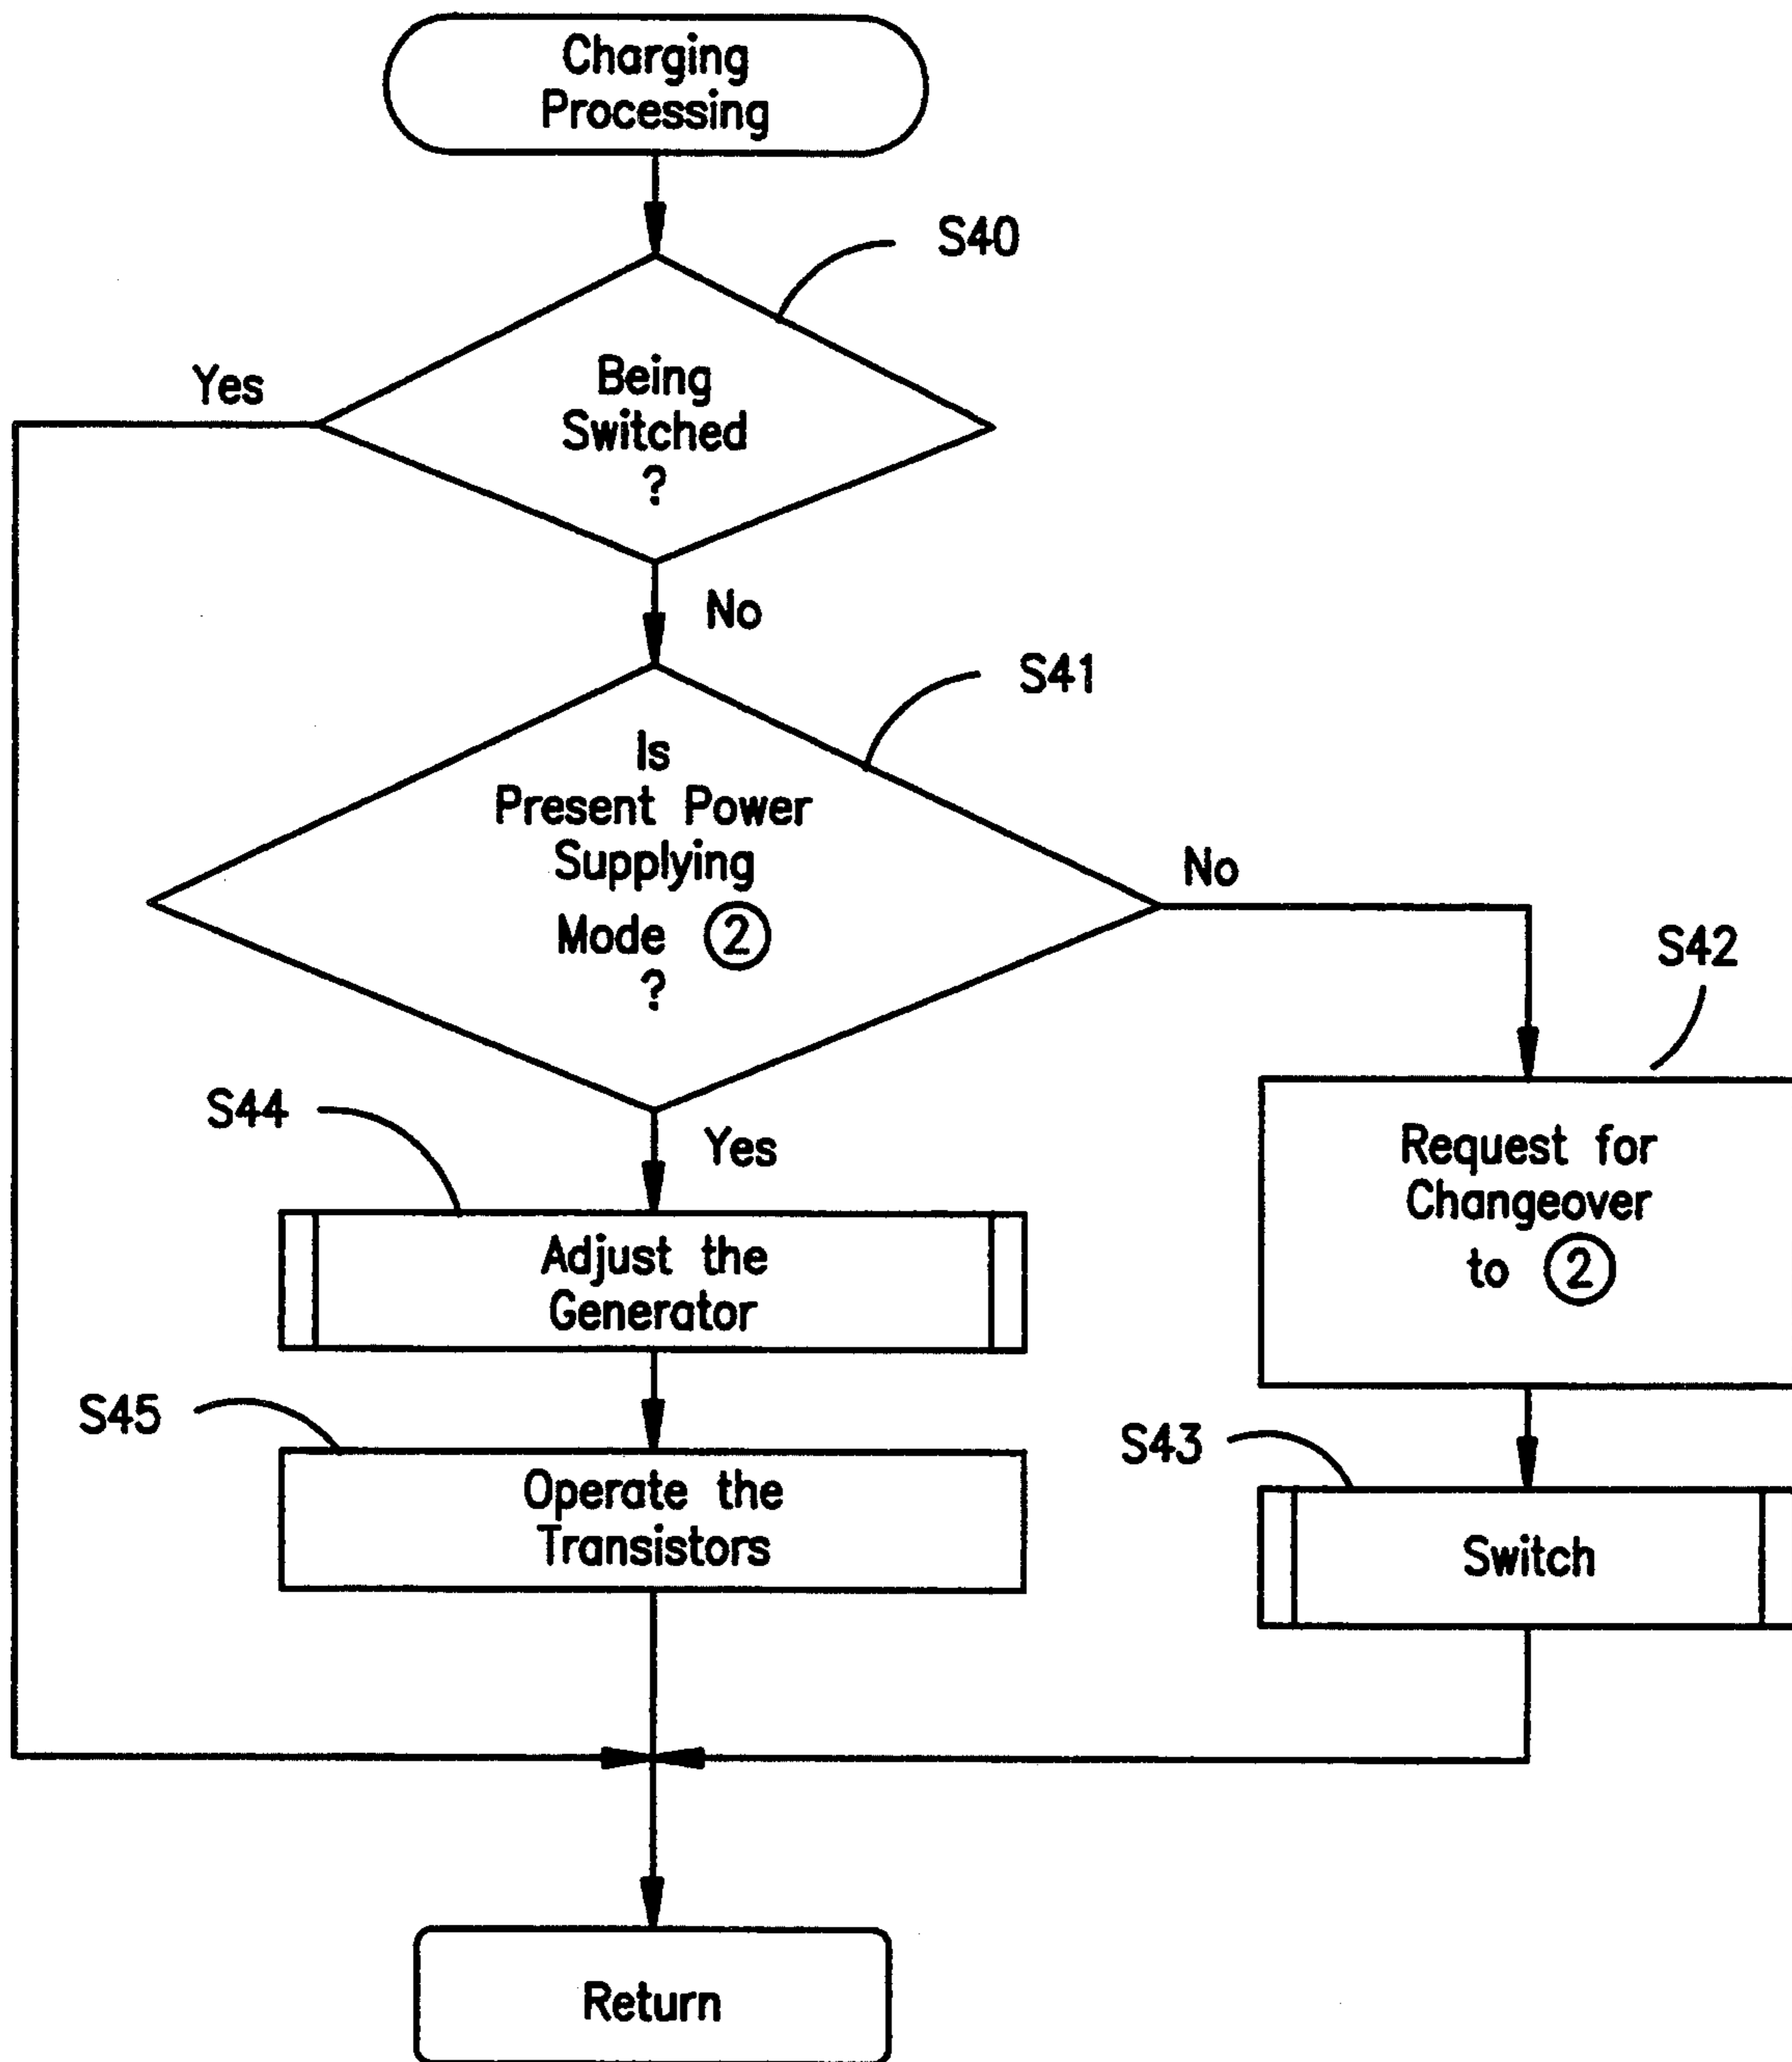 Charging
Processing
S40
Being
Switched
?
Yes
No
S41
Is
Present Power
Supplying
Mode ②
?
No
S42
Yes
S44
Request for
Changeover
to ②
Adjust the
Generator
S45
S43
Operate the
Transistors
Switch
Return